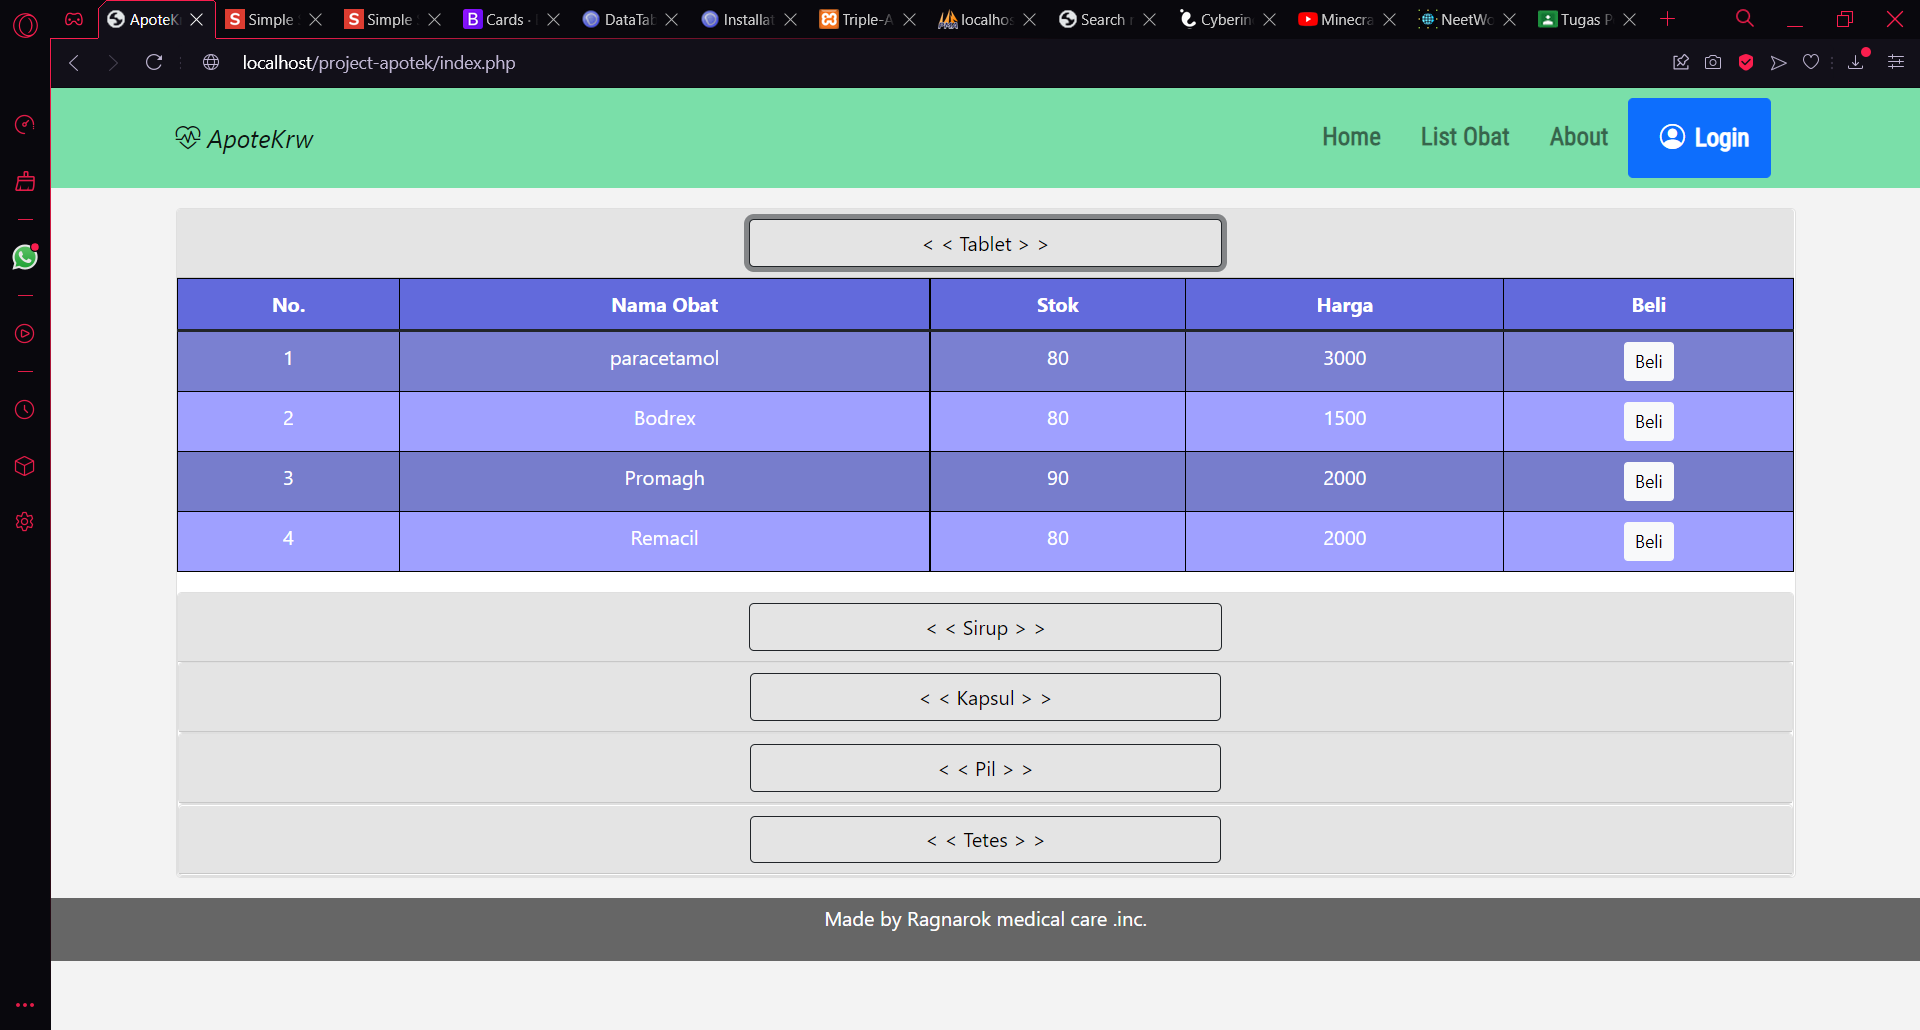 ApoteK
Simple
Simple
Cards ·
DataTab
Installat
Triple-A
localhos
Search r
Cyberin
Minecra
NeetWo
Tugas P
localhost/project-apotek/index.php
ApoteKrw
Home
List Obat
About
Login
< < Tablet > >
No. Nama Obat Stok Harga Beli
1 paracetamol 80 3000 Beli
2 Bodrex 80 1500 Beli
3 Promagh 90 2000 Beli
4 Remacil 80 2000 Beli
< < Sirup > >
< < Kapsul > >
< < Pil > >
< < Tetes > >
Made by Ragnarok medical care .inc.